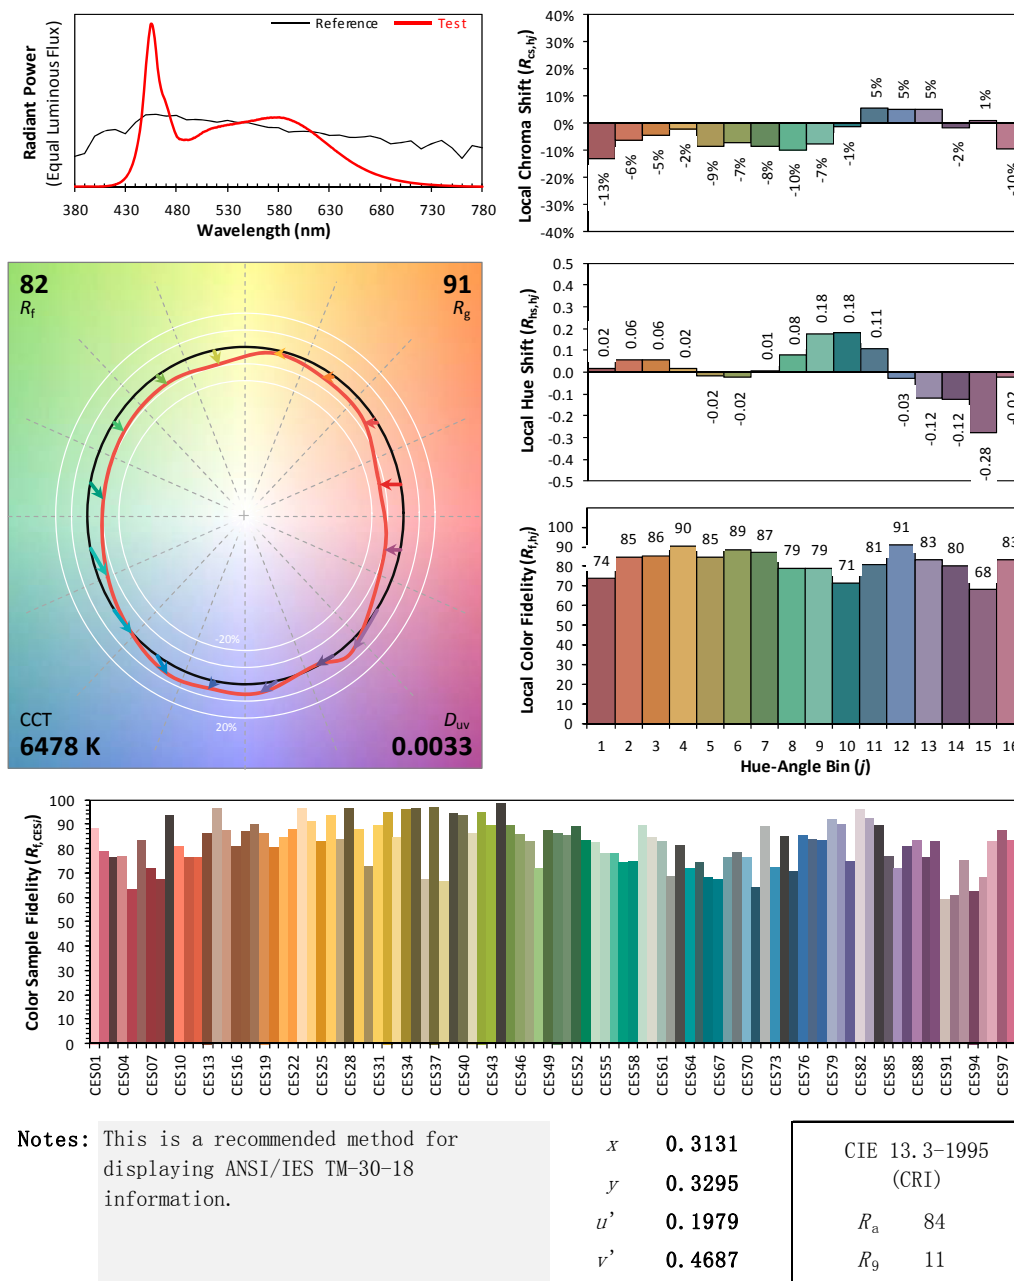 Reference
Test
Radiant Power
(Equal Luminous Flux)
380 430 480 530 580 630 680 730 780
Wavelength (nm)
40%
30%
20%
10%
0%
-10%
-20%
-30%
-40%
Local Chroma Shift (Rcs,hj)
-13% -6% -5% -2% -9% -7% -8% -10% -7% -1% 5% 5% 5% -2% 1% -10%
82
Rf
91
Rg
-20%
20%
CCT
6478 K
Duv
0.0033
0.5
0.4
0.3
0.2
0.1
0.0
-0.1
-0.2
-0.3
-0.4
-0.5
Local Hue Shift (Rhs,hj)
0.02 0.06 0.06 0.02 -0.02 -0.02 0.01 0.08 0.18 0.18 0.11 -0.03 -0.12 -0.12 -0.28 -0.02
100
90
80
70
60
50
40
30
20
10
0
Local Color Fidelity (Rf,hj)
74 85 86 90 85 89 87 79 79 71 81 91 83 80 68 83
1 2 3 4 5 6 7 8 9 10 11 12 13 14 15 16
Hue-Angle Bin (j)
100
90
80
70
60
50
40
30
20
10
0
Color Sample Fidelity (Rf,CESi)
CES01 CES04 CES07 CES10 CES13 CES16 CES19 CES22 CES25 CES28 CES31 CES34 CES37 CES40 CES43 CES46 CES49 CES52 CES55 CES58 CES61 CES64 CES67 CES70 CES73 CES76 CES79 CES82 CES85 CES88 CES91 CES94 CES97
Notes: This is a recommended method for
displaying ANSI/IES TM-30-18
information.
x 0.3131
y 0.3295
u' 0.1979
v' 0.4687
CIE 13.3-1995
(CRI)
Ra 84
R9 11